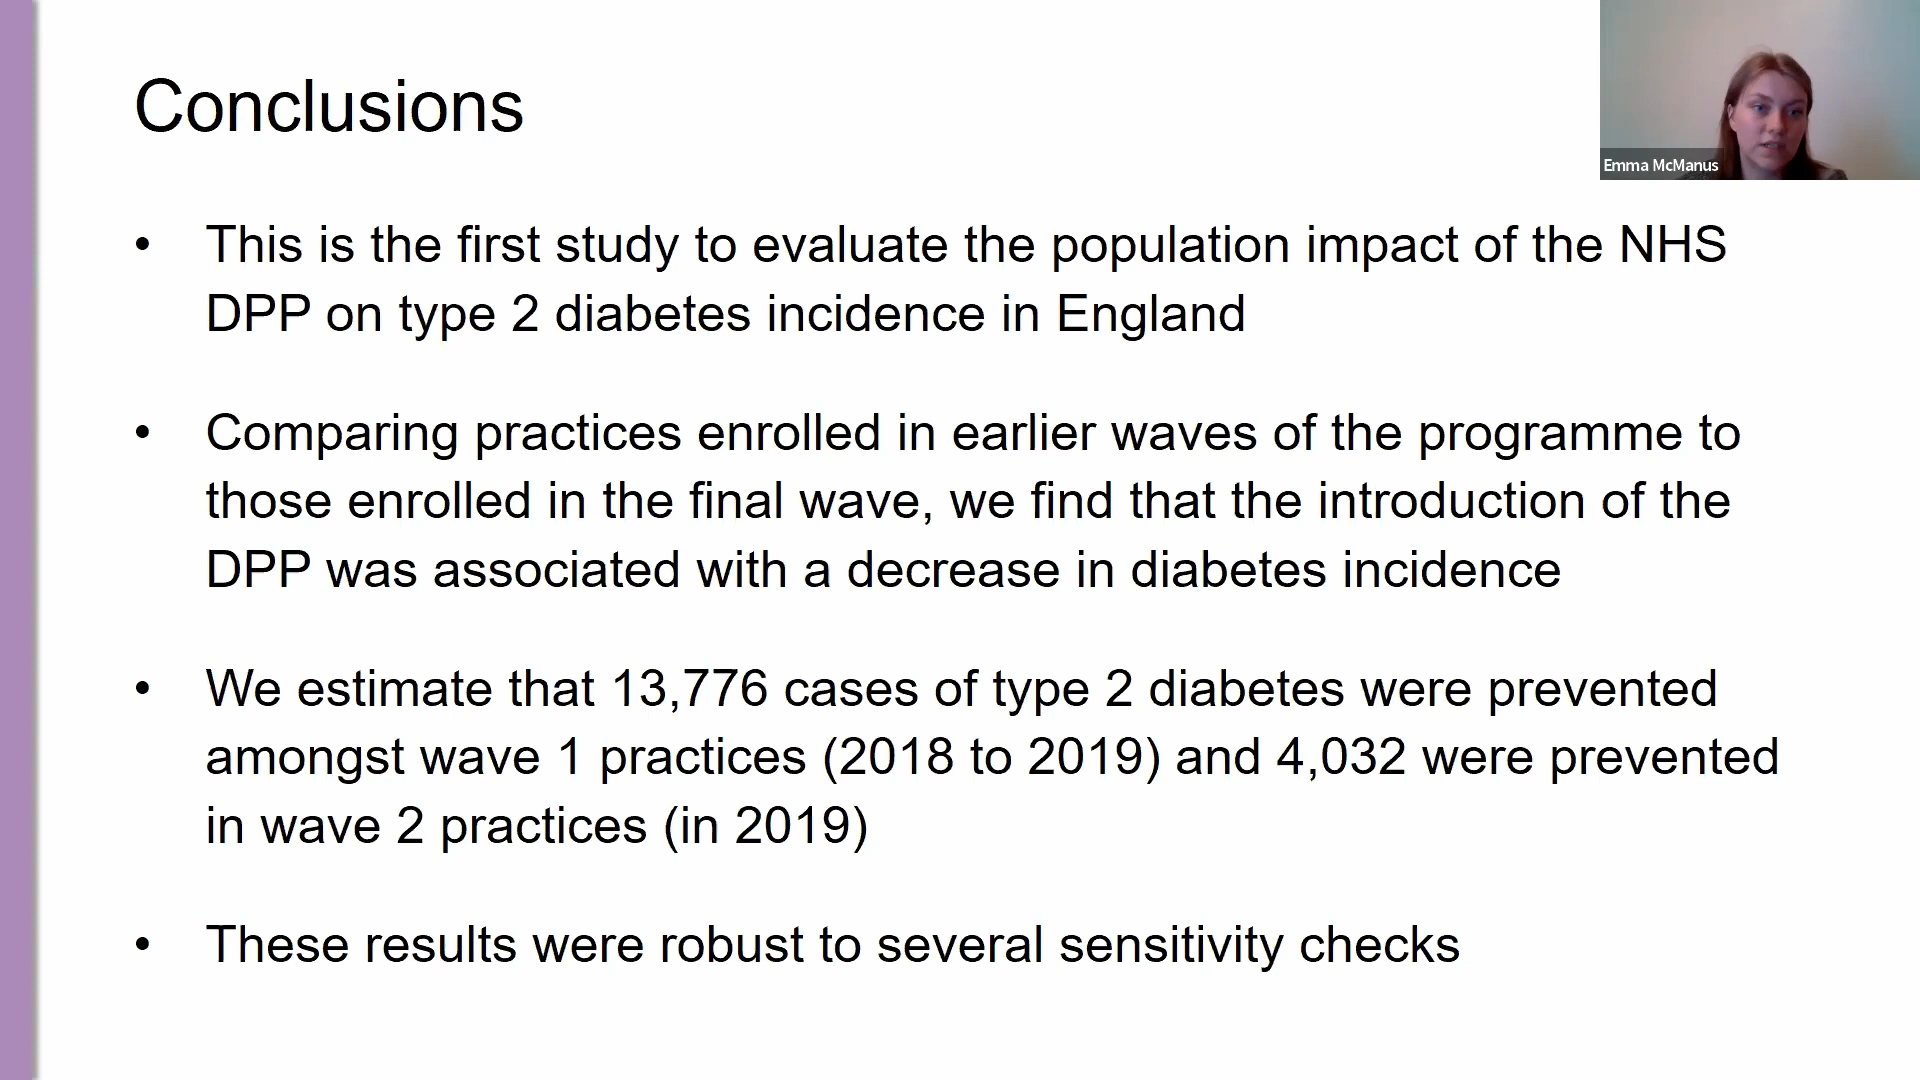 Conclusions
Emma McManus
• This is the first study to evaluate the population impact of the NHS
DPP on type 2 diabetes incidence in England
• Comparing practices enrolled in earlier waves of the programme to
those enrolled in the final wave, we find that the introduction of the
DPP was associated with a decrease in diabetes incidence
• We estimate that 13,776 cases of type 2 diabetes were prevented
amongst wave 1 practices (2018 to 2019) and 4,032 were prevented
in wave 2 practices (in 2019)
• These results were robust to several sensitivity checks